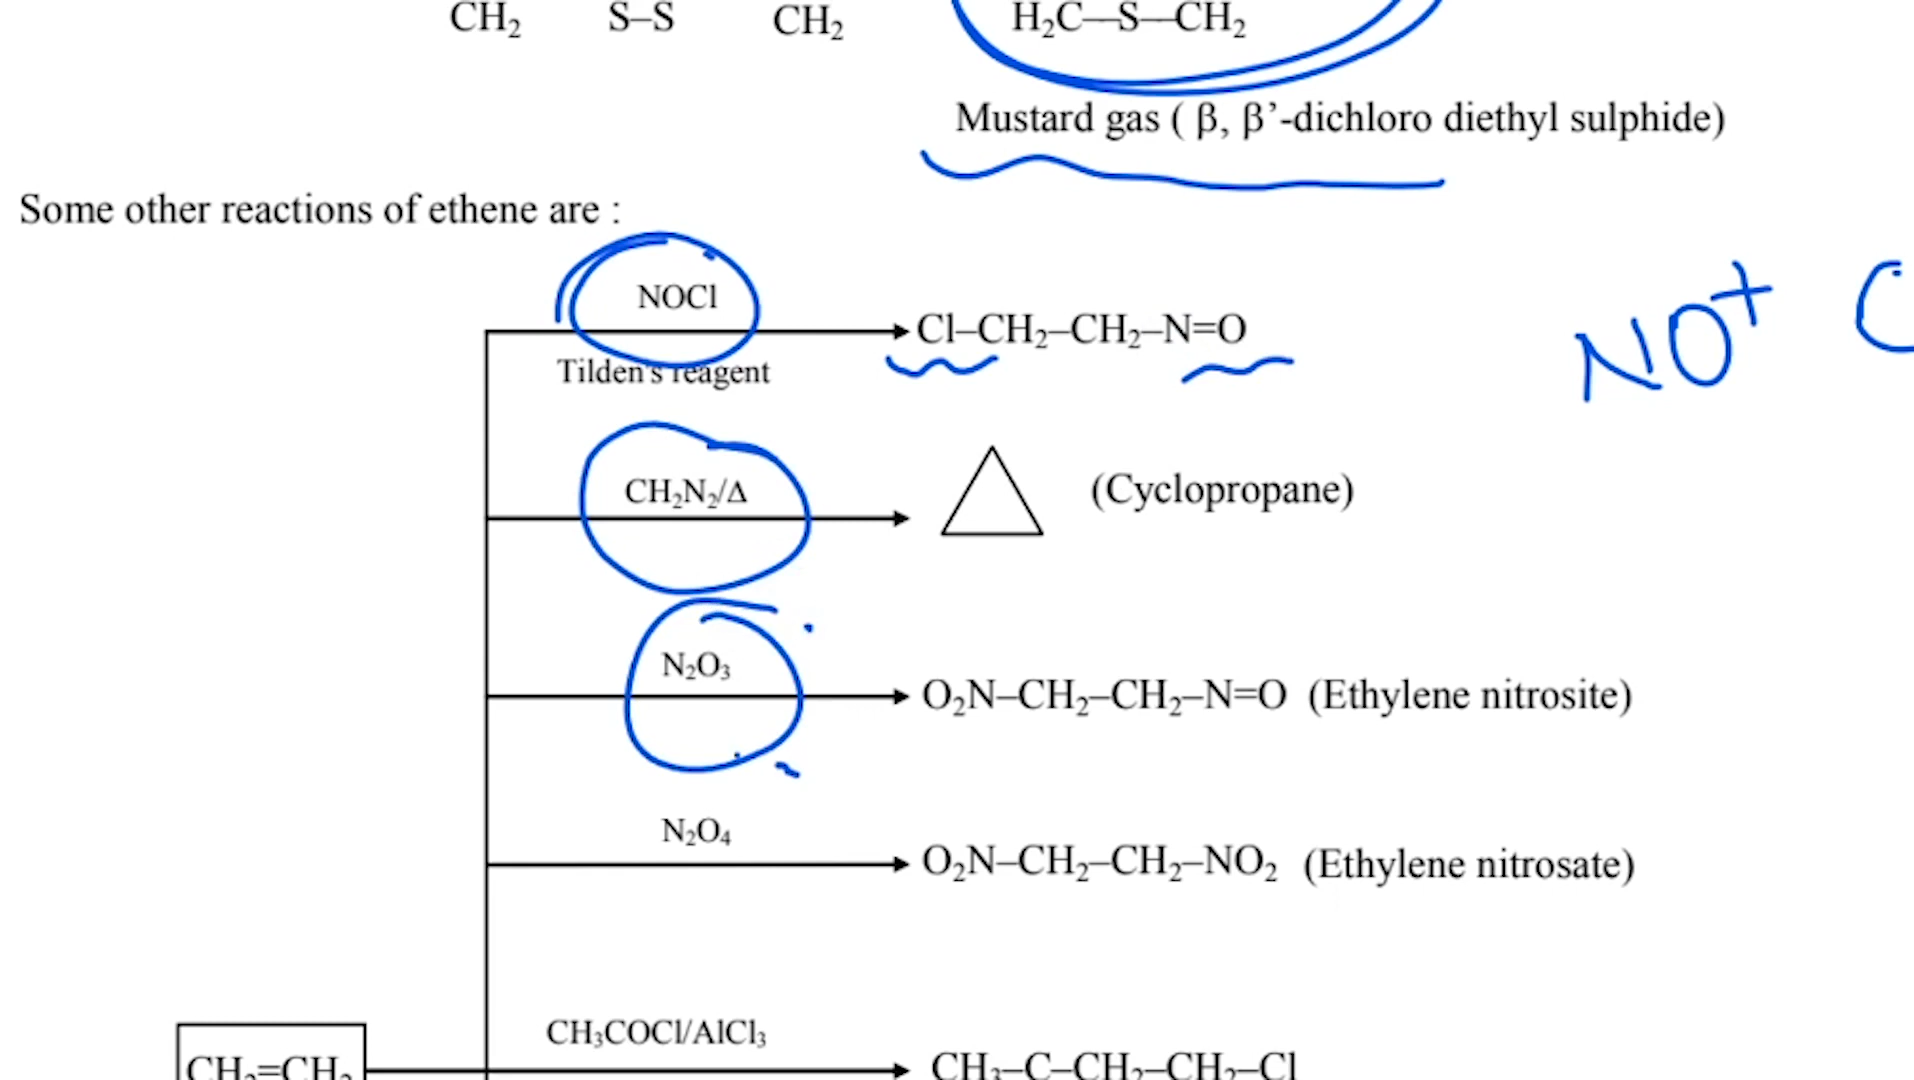 CH₂ S–S CH₂ H₂C—S—CH₂
Mustard gas ( β, β’-dichloro diethyl sulphide)
Some other reactions of ethene are :
NOCl
Cl–CH₂–CH₂–N=O
NO⁺ C
Tilden's reagent
CH₂N₂/Δ
(Cyclopropane)
N₂O₃
O₂N–CH₂–CH₂–N=O (Ethylene nitrosite)
N₂O₄
O₂N–CH₂–CH₂–NO₂ (Ethylene nitrosate)
CH₃COCl/AlCl₃
CH₂=CH₂ CH₃–C–CH₂–CH₂–Cl